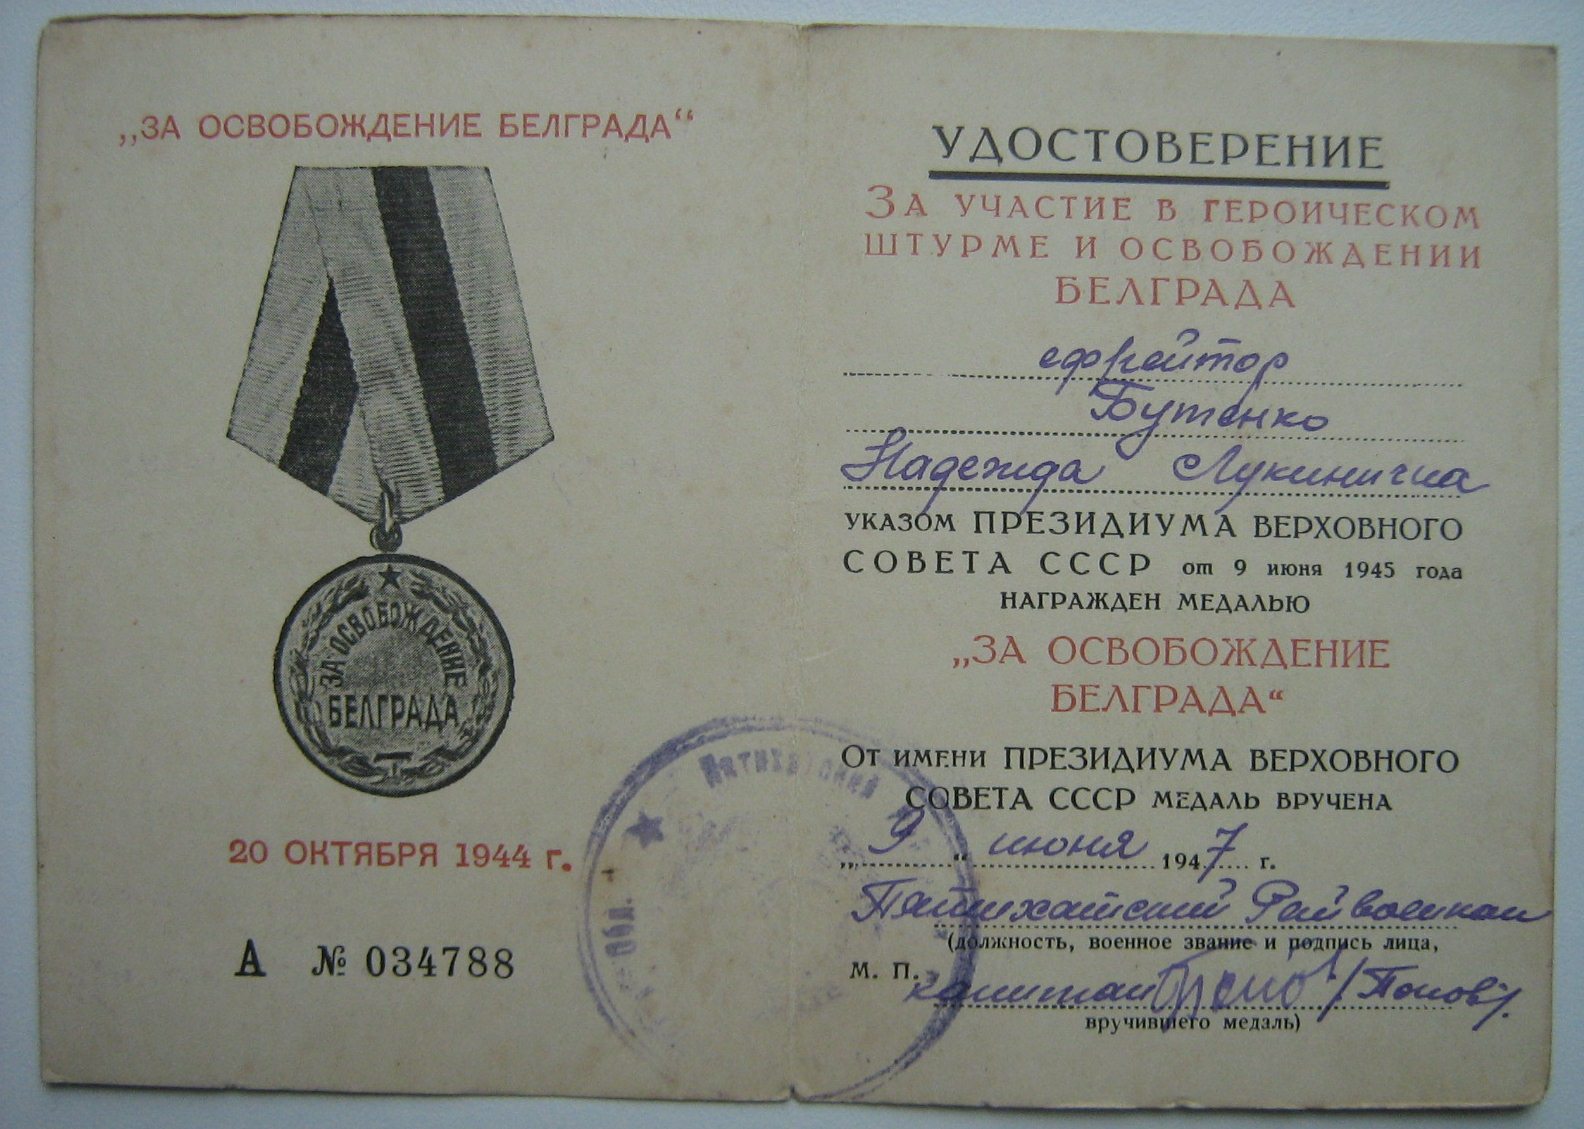 „ЗА ОСВОБОЖДЕНИЕ БЕЛГРАДА“
ЗА ОСВОБОЖДЕНИЕ
БЕЛГРАДА
20 ОКТЯБРЯ 1944 г.
А № 034788
УДОСТОВЕРЕНИЕ
ЗА УЧАСТИЕ В ГЕРОИЧЕСКОМ
ШТУРМЕ И ОСВОБОЖДЕНИИ
БЕЛГРАДА
ефрейтор
Бутенко
Надежда Лукинична
УКАЗОМ ПРЕЗИДИУМА ВЕРХОВНОГО
СОВЕТА СССР от 9 июня 1945 года
НАГРАЖДЕН МЕДАЛЬЮ
„ЗА ОСВОБОЖДЕНИЕ
БЕЛГРАДА“
ОТ ИМЕНИ ПРЕЗИДИУМА ВЕРХОВНОГО
СОВЕТА СССР МЕДАЛЬ ВРУЧЕНА
„9“ июня 1947 г.
Пятихатский Райвоенком
(должность, военное звание и подпись лица,
М. П. капитан /Попов/.
вручившего медаль)
Пятихатский
Обл.